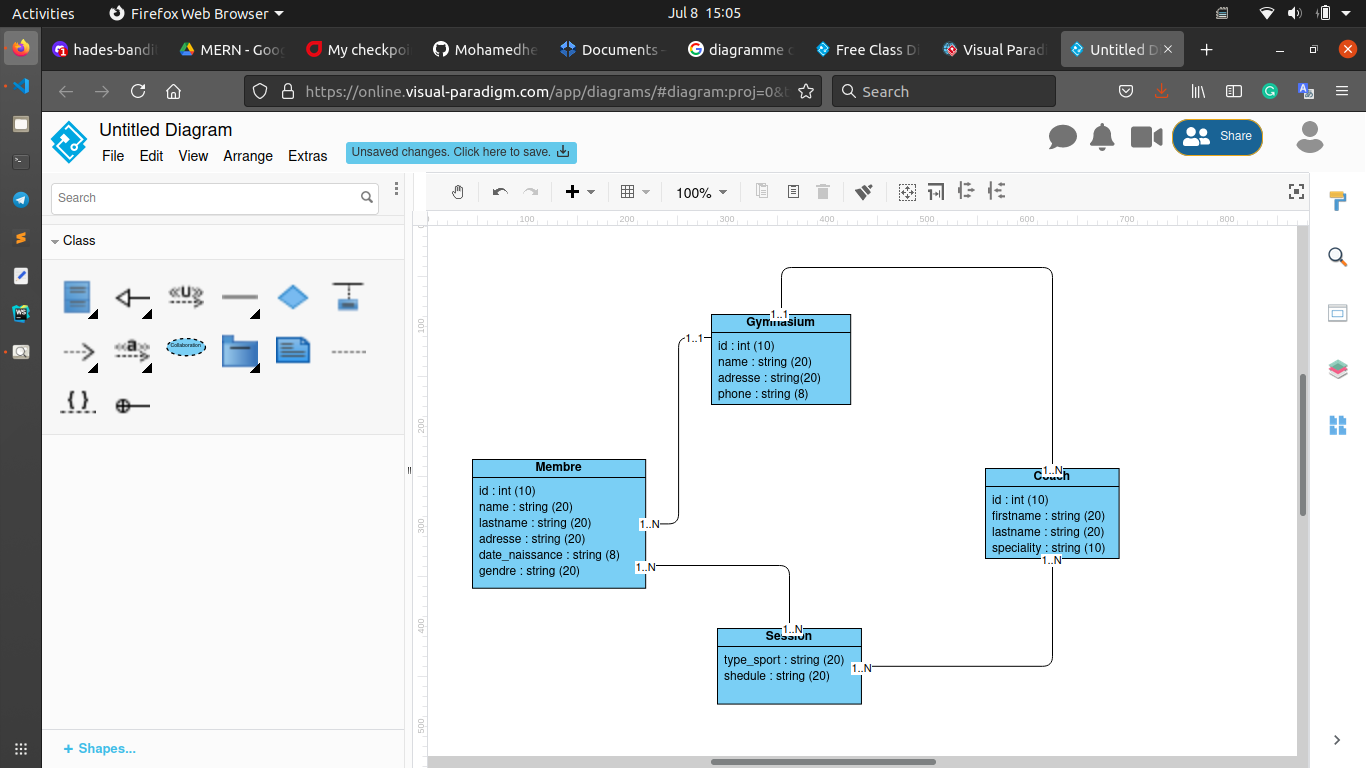 Activities
Firefox Web Browser
Jul 8 15:05
hades-bandi
MERN - Goo
My checkpoi
Mohamedhe
Documents -
diagramme d
Free Class Di
Visual Paradi
Untitled D
https://online.visual-paradigm.com/app/diagrams/#diagram:proj=0&t
Search
Untitled Diagram
File Edit View Arrange Extras
Unsaved changes. Click here to save.
Share
Search
100%
100 200 300 400 500 600 700 800
Class
«U»
«a»
Collaboration
{ }
+ Shapes...
0
100
200
300
400
500
1..1
Gymnasium
id : int (10)
name : string (20)
adresse : string(20)
phone : string (8)
1..1
Membre
id : int (10)
name : string (20)
lastname : string (20)
adresse : string (20)
date_naissance : string (8)
gendre : string (20)
1..N
1..N
1..N
Coach
id : int (10)
firstname : string (20)
lastname : string (20)
speciality : string (10)
1..N
1..N
Session
type_sport : string (20)
shedule : string (20)
1..N